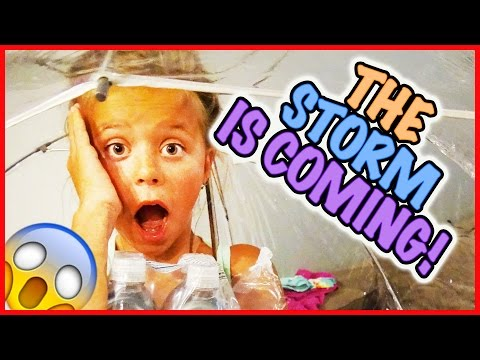 THE
STORM
IS COMING!